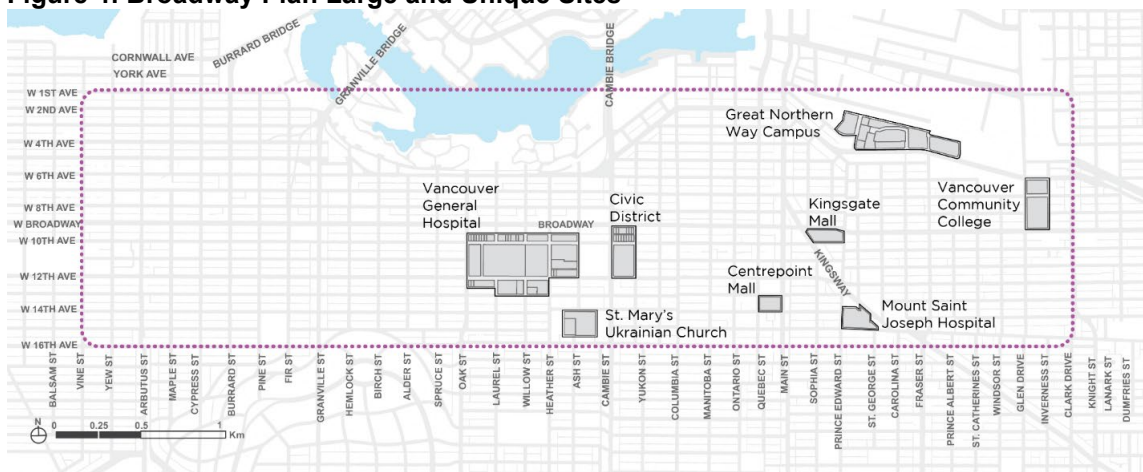 Figure 4. Broadway Plan Large and Unique Sites
CORNWALL AVE
YORK AVE
BURRARD BRIDGE
GRANVILLE BRIDGE
CAMBIE BRIDGE
W 1ST AVE
W 2ND AVE
W 4TH AVE
W 6TH AVE
W 8TH AVE
W BROADWAY
W 10TH AVE
W 12TH AVE
W 14TH AVE
W 16TH AVE
Great Northern
Way Campus
Vancouver
General
Hospital
BROADWAY
Civic
District
Kingsgate
Mall
Vancouver
Community
College
KINGSWAY
Centrepoint
Mall
St. Mary's
Ukrainian Church
Mount Saint
Joseph Hospital
BALSAM ST
VINE ST
YEW ST
ARBUTUS ST
MAPLE ST
CYPRESS ST
BURRARD ST
PINE ST
FIR ST
GRANVILLE ST
HEMLOCK ST
BIRCH ST
ALDER ST
SPRUCE ST
OAK ST
LAUREL ST
WILLOW ST
HEATHER ST
ASH ST
CAMBIE ST
YUKON ST
COLUMBIA ST
MANITOBA ST
ONTARIO ST
QUEBEC ST
MAIN ST
SOPHIA ST
PRINCE EDWARD ST
ST. GEORGE ST
CAROLINA ST
FRASER ST
PRINCE ALBERT ST
ST. CATHERINES ST
WINDSOR ST
GLEN DRIVE
INVERNESS ST
CLARK DRIVE
KNIGHT ST
LANARK ST
DUMFRIES ST
N
0 0.25 0.5 1
Km